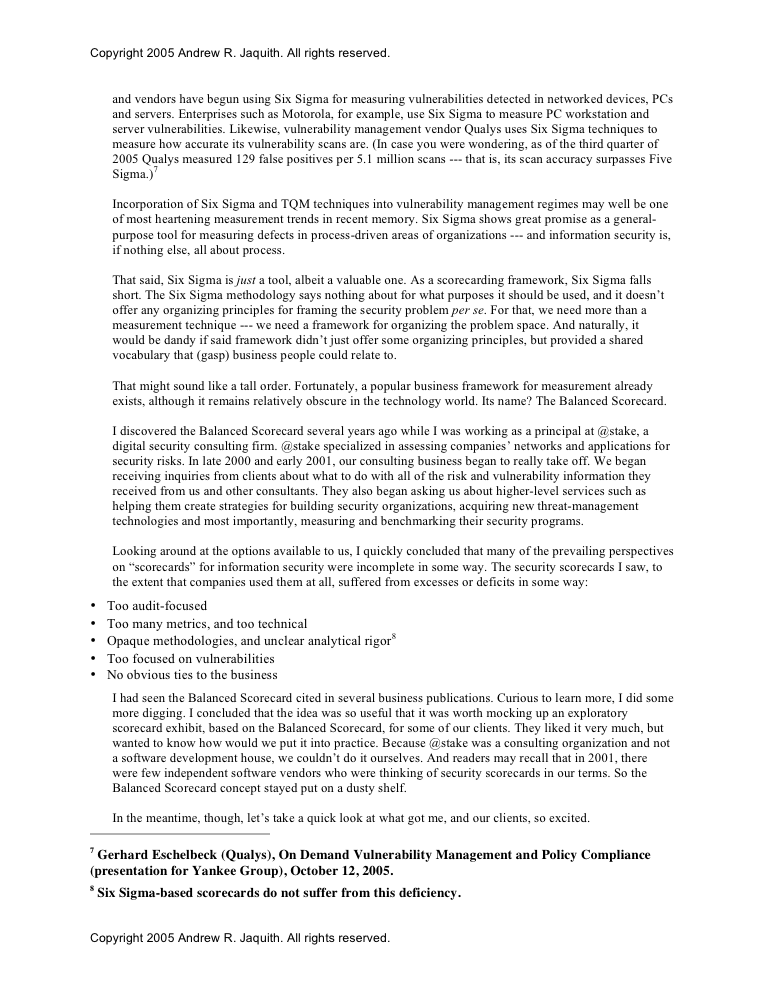 Copyright 2005 Andrew R. Jaquith. All rights reserved.
and vendors have begun using Six Sigma for measuring vulnerabilities detected in networked devices, PCs
and servers. Enterprises such as Motorola, for example, use Six Sigma to measure PC workstation and
server vulnerabilities. Likewise, vulnerability management vendor Qualys uses Six Sigma techniques to
measure how accurate its vulnerability scans are. (In case you were wondering, as of the third quarter of
2005 Qualys measured 129 false positives per 5.1 million scans --- that is, its scan accuracy surpasses Five
Sigma.)7
Incorporation of Six Sigma and TQM techniques into vulnerability management regimes may well be one
of most heartening measurement trends in recent memory. Six Sigma shows great promise as a general-
purpose tool for measuring defects in process-driven areas of organizations --- and information security is,
if nothing else, all about process.
That said, Six Sigma is just a tool, albeit a valuable one. As a scorecarding framework, Six Sigma falls
short. The Six Sigma methodology says nothing about for what purposes it should be used, and it doesn't
offer any organizing principles for framing the security problem per se. For that, we need more than a
measurement technique --- we need a framework for organizing the problem space. And naturally, it
would be dandy if said framework didn't just offer some organizing principles, but provided a shared
vocabulary that (gasp) business people could relate to.
That might sound like a tall order. Fortunately, a popular business framework for measurement already
exists, although it remains relatively obscure in the technology world. Its name? The Balanced Scorecard.
I discovered the Balanced Scorecard several years ago while I was working as a principal at @stake, a
digital security consulting firm. @stake specialized in assessing companies' networks and applications for
security risks. In late 2000 and early 2001, our consulting business began to really take off. We began
receiving inquiries from clients about what to do with all of the risk and vulnerability information they
received from us and other consultants. They also began asking us about higher-level services such as
helping them create strategies for building security organizations, acquiring new threat-management
technologies and most importantly, measuring and benchmarking their security programs.
Looking around at the options available to us, I quickly concluded that many of the prevailing perspectives
on “scorecards” for information security were incomplete in some way. The security scorecards I saw, to
the extent that companies used them at all, suffered from excesses or deficits in some way:
• Too audit-focused
• Too many metrics, and too technical
• Opaque methodologies, and unclear analytical rigor8
• Too focused on vulnerabilities
• No obvious ties to the business
I had seen the Balanced Scorecard cited in several business publications. Curious to learn more, I did some
more digging. I concluded that the idea was so useful that it was worth mocking up an exploratory
scorecard exhibit, based on the Balanced Scorecard, for some of our clients. They liked it very much, but
wanted to know how would we put it into practice. Because @stake was a consulting organization and not
a software development house, we couldn't do it ourselves. And readers may recall that in 2001, there
were few independent software vendors who were thinking of security scorecards in our terms. So the
Balanced Scorecard concept stayed put on a dusty shelf.
In the meantime, though, let's take a quick look at what got me, and our clients, so excited.
7 Gerhard Eschelbeck (Qualys), On Demand Vulnerability Management and Policy Compliance
(presentation for Yankee Group), October 12, 2005.
8 Six Sigma-based scorecards do not suffer from this deficiency.
Copyright 2005 Andrew R. Jaquith. All rights reserved.